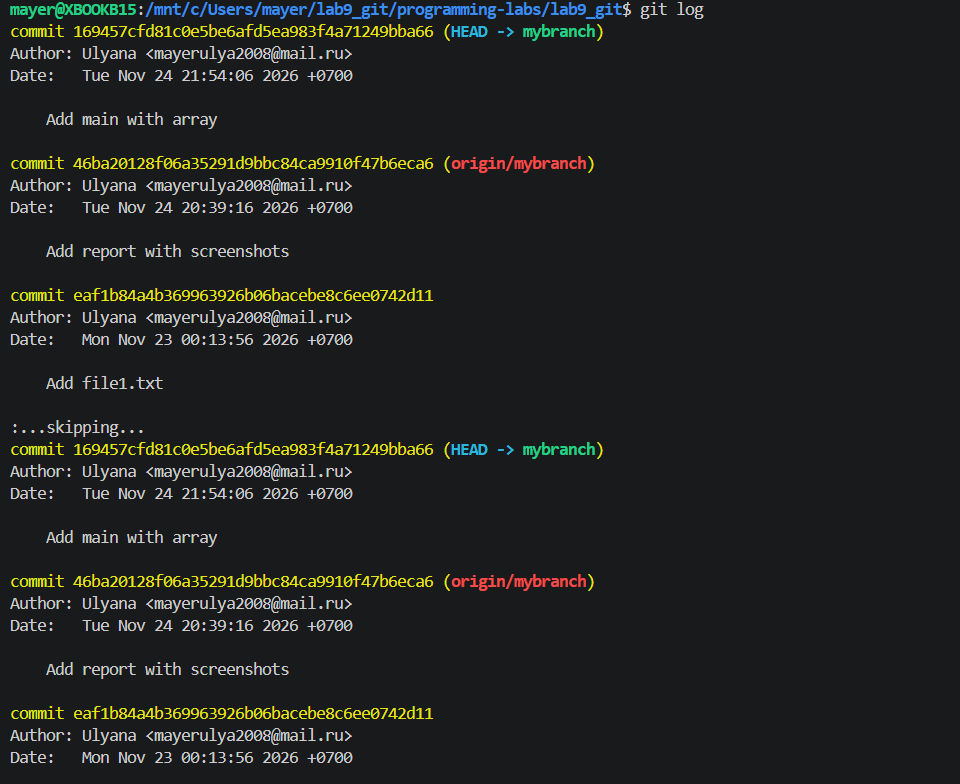 mayer@XBOOKB15:/mnt/c/Users/mayer/lab9_git/programming-labs/lab9_git$ git log
commit 169457cfd81c0e5be6afd5ea983f4a71249bba66 (HEAD -> mybranch)
Author: Ulyana <mayerulya2008@mail.ru>
Date:   Tue Nov 24 21:54:06 2026 +0700

    Add main with array

commit 46ba20128f06a35291d9bbc84ca9910f47b6eca6 (origin/mybranch)
Author: Ulyana <mayerulya2008@mail.ru>
Date:   Tue Nov 24 20:39:16 2026 +0700

    Add report with screenshots

commit eaf1b84a4b369963926b06bacebe8c6ee0742d11
Author: Ulyana <mayerulya2008@mail.ru>
Date:   Mon Nov 23 00:13:56 2026 +0700

    Add file1.txt

:...skipping...
commit 169457cfd81c0e5be6afd5ea983f4a71249bba66 (HEAD -> mybranch)
Author: Ulyana <mayerulya2008@mail.ru>
Date:   Tue Nov 24 21:54:06 2026 +0700

    Add main with array

commit 46ba20128f06a35291d9bbc84ca9910f47b6eca6 (origin/mybranch)
Author: Ulyana <mayerulya2008@mail.ru>
Date:   Tue Nov 24 20:39:16 2026 +0700

    Add report with screenshots

commit eaf1b84a4b369963926b06bacebe8c6ee0742d11
Author: Ulyana <mayerulya2008@mail.ru>
Date:   Mon Nov 23 00:13:56 2026 +0700